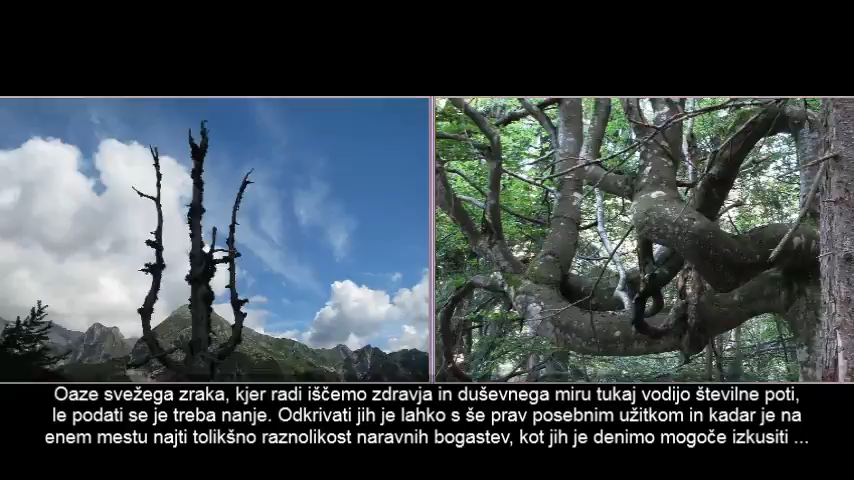 Oaze svežega zraka, kjer radi iščemo zdravja in duševnega miru tukaj vodijo številne poti,
le podati se je treba nanje. Odkrivati jih je lahko s še prav posebnim užitkom in kadar je na
enem mestu najti tolikšno raznolikost naravnih bogastev, kot jih je denimo mogoče izkusiti ...